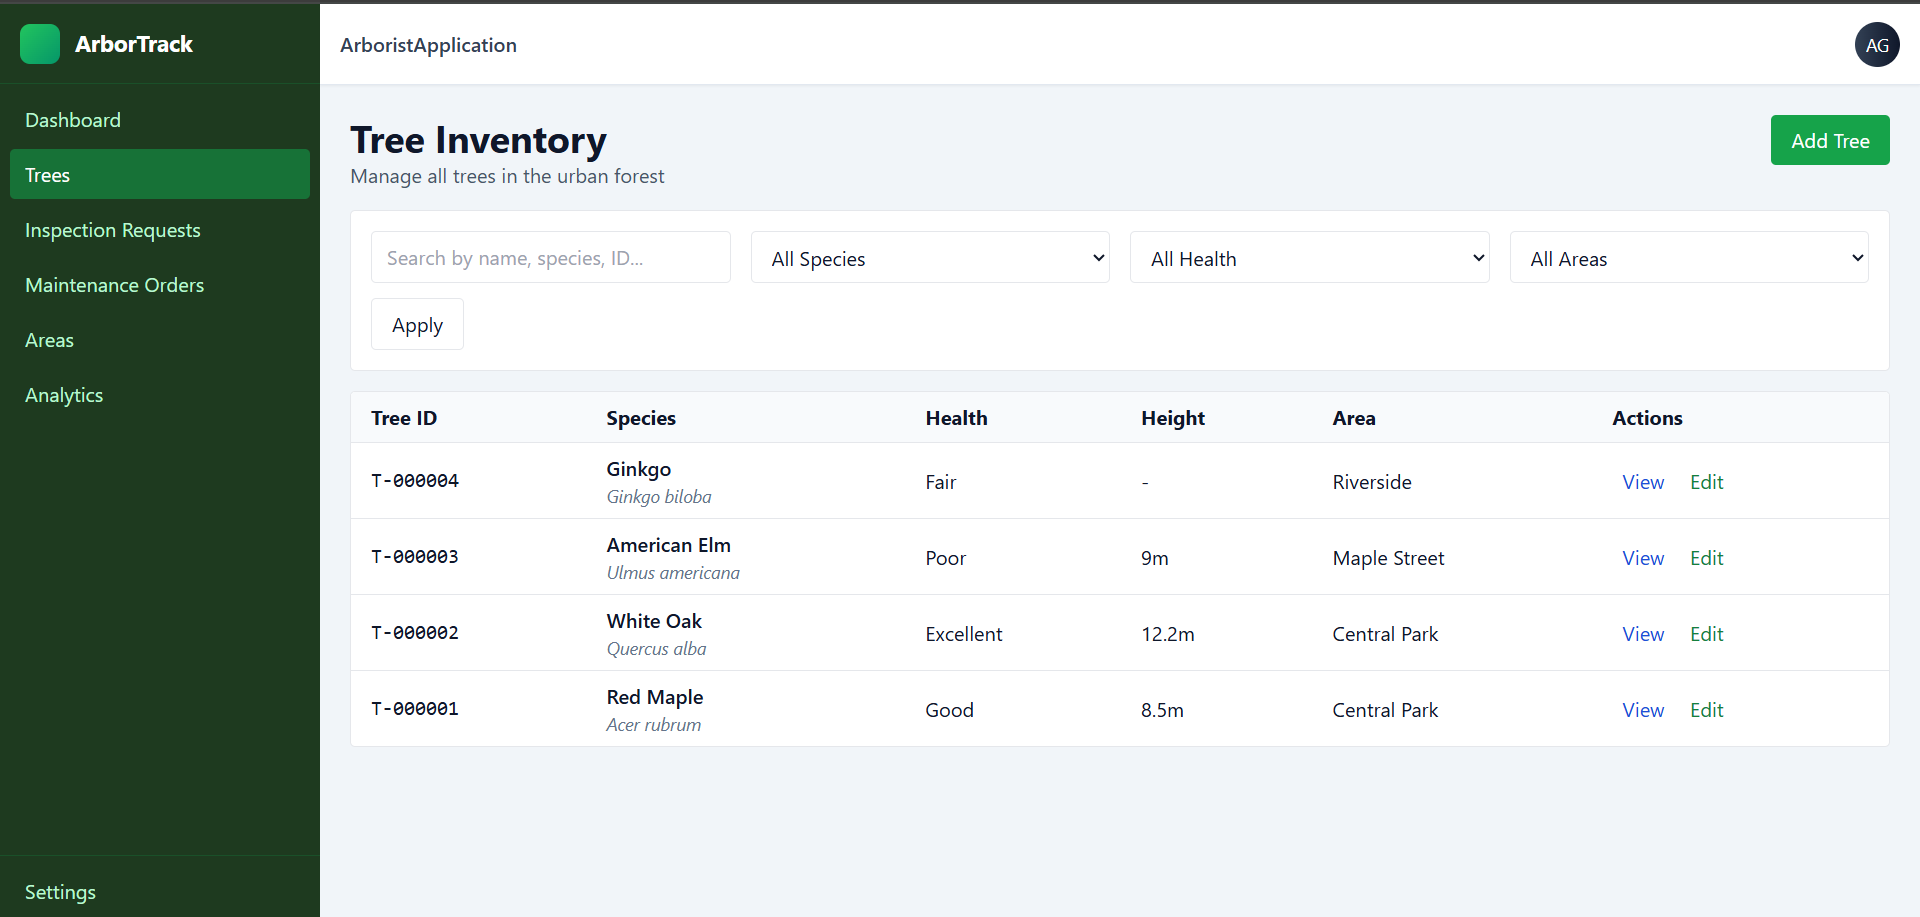 ArborTrack
Dashboard
Trees
Inspection Requests
Maintenance Orders
Areas
Analytics
Settings
ArboristApplication
AG
Tree Inventory
Manage all trees in the urban forest
Add Tree
Search by name, species, ID...
All Species
All Health
All Areas
Apply
Tree ID Species Health Height Area Actions
T-000004 Ginkgo Fair - Riverside View Edit
Ginkgo biloba
T-000003 American Elm Poor 9m Maple Street View Edit
Ulmus americana
T-000002 White Oak Excellent 12.2m Central Park View Edit
Quercus alba
T-000001 Red Maple Good 8.5m Central Park View Edit
Acer rubrum